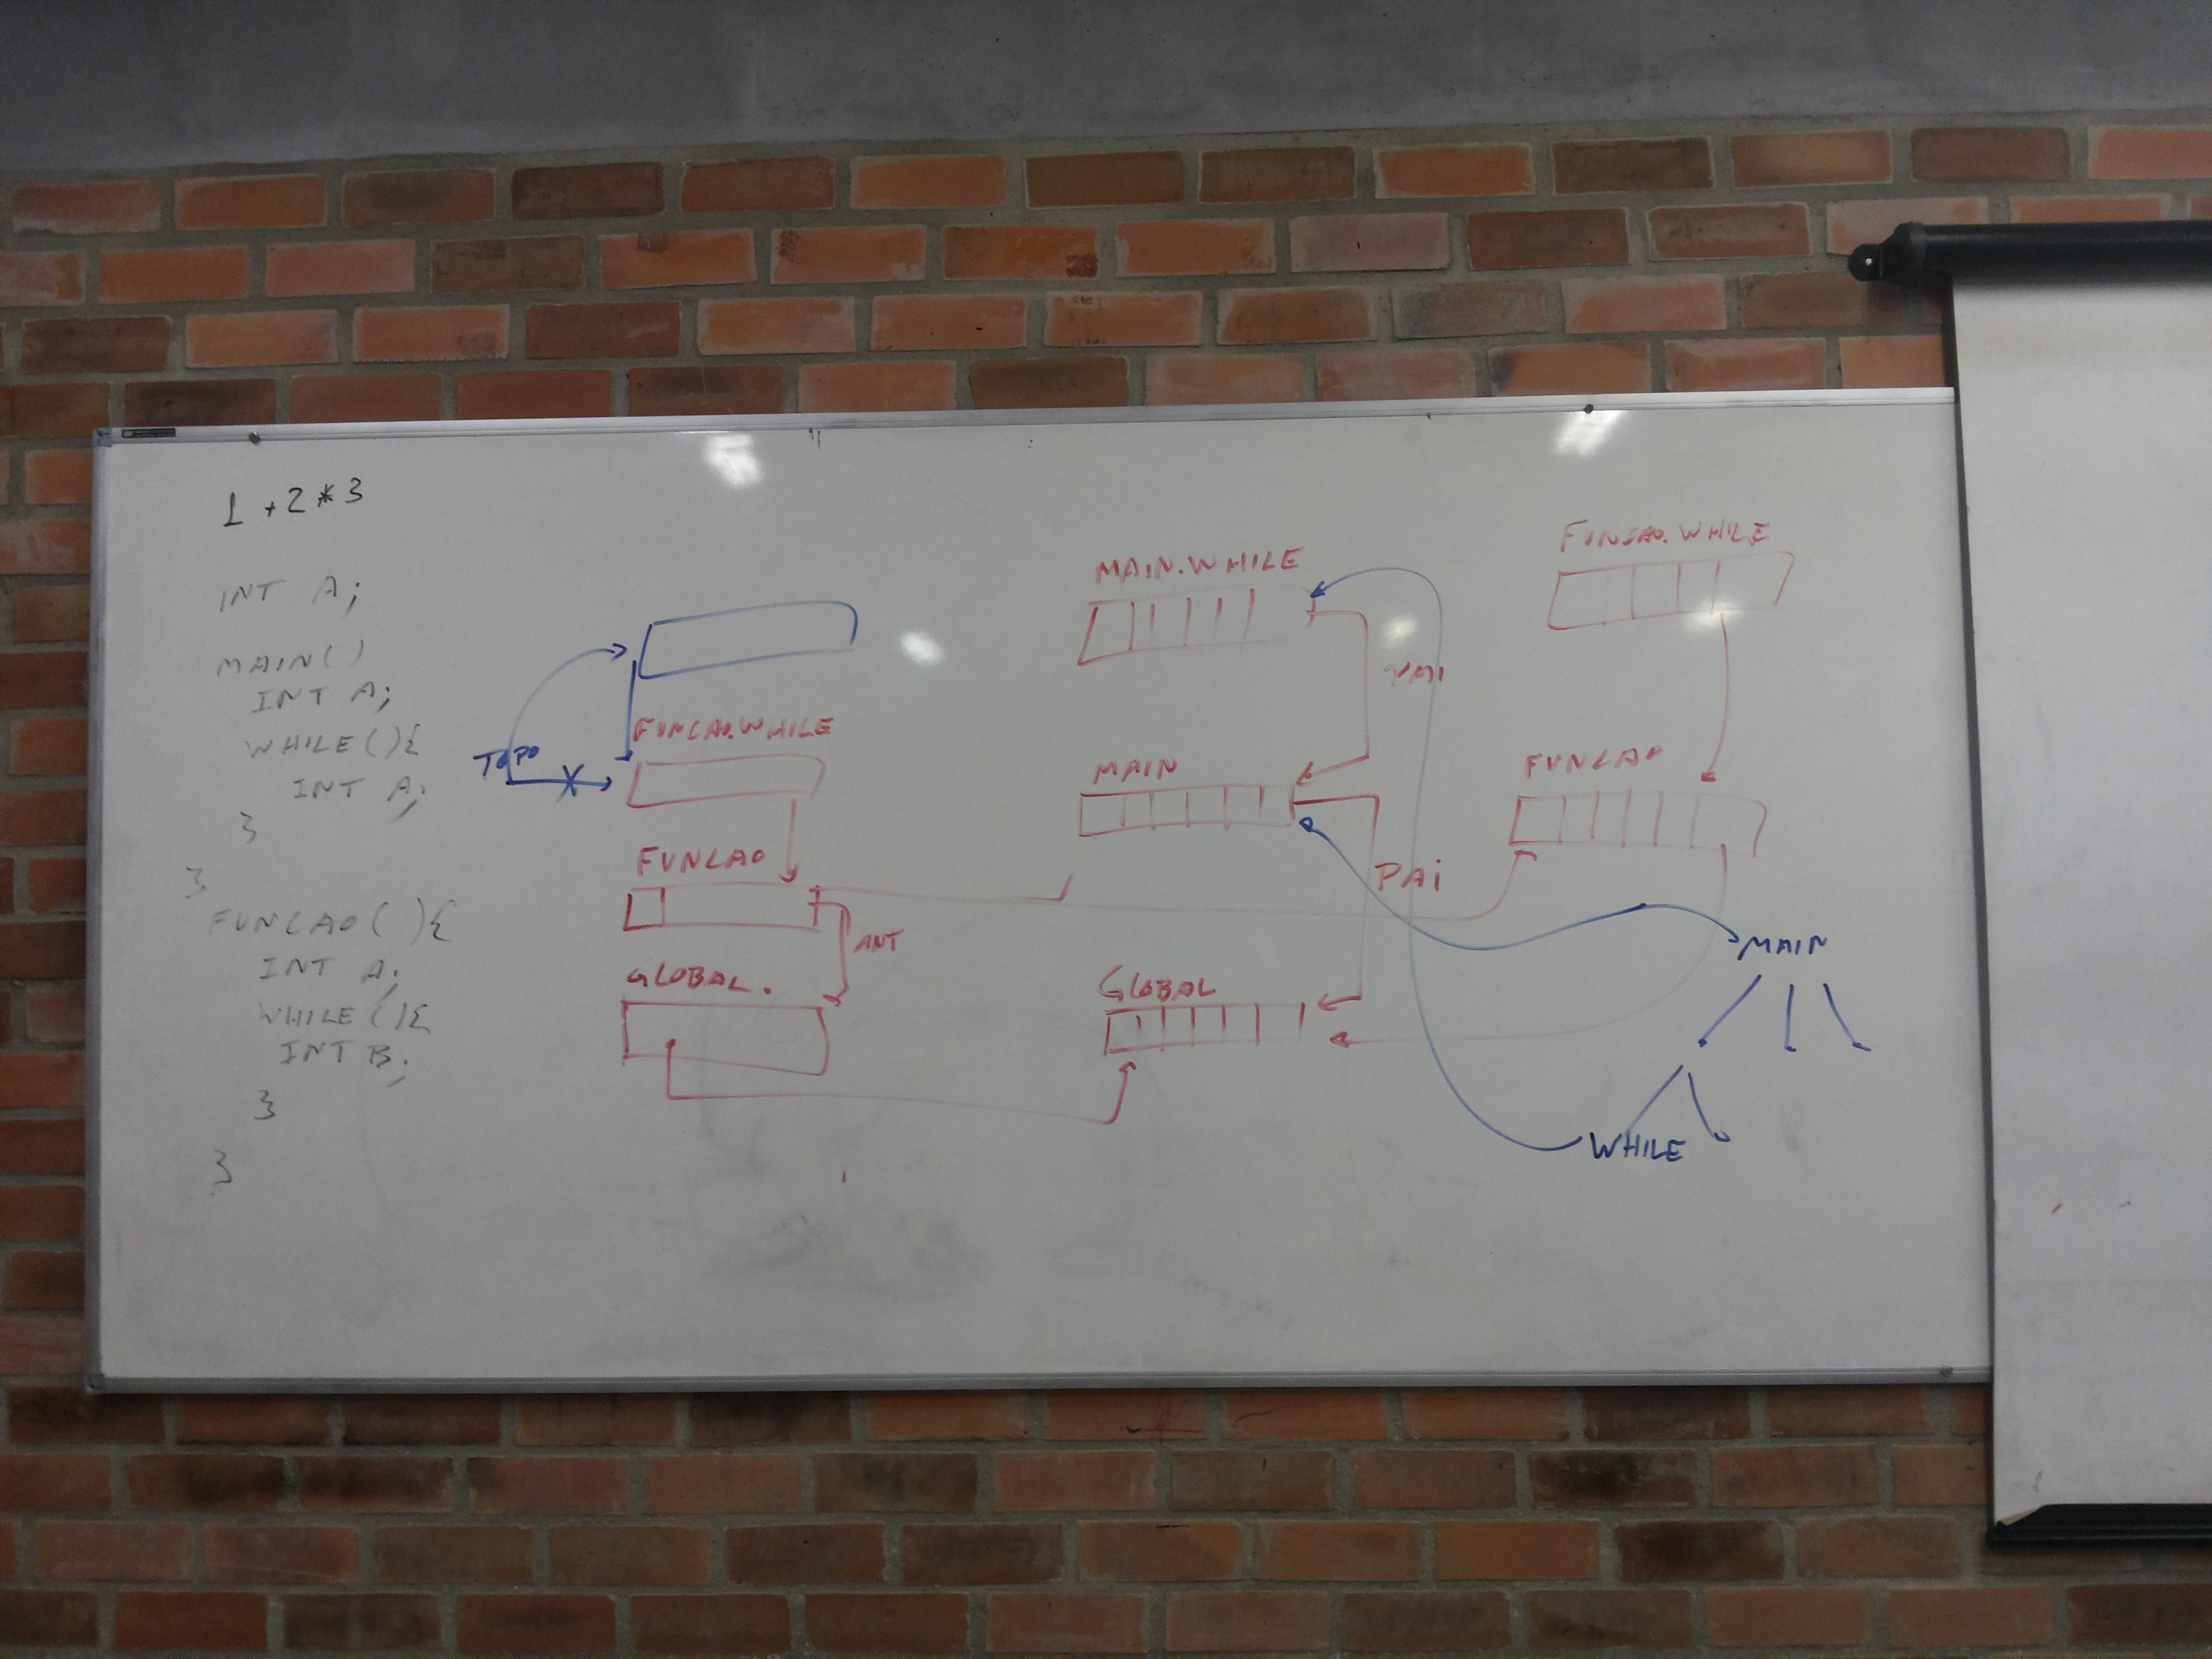 1 + 2 * 3
INT A;
MAIN()
INT A;
WHILE(){
INT A;
}
}
FUNCAO(){
INT A;
WHILE(){
INT B;
}
}
TOPO
FUNCAO.WHILE
FUNCAO
ANT
GLOBAL.
MAIN.WHILE
PAI
MAIN
PAi
GLOBAL
FUNCAO.WHILE
FUNCAO
MAIN
WHILE